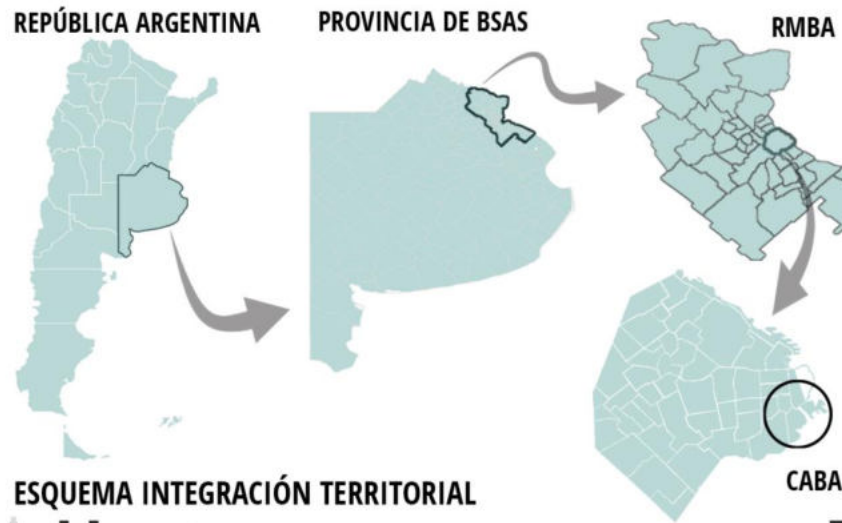 REPÚBLICA ARGENTINA
PROVINCIA DE BSAS
RMBA
CABA
ESQUEMA INTEGRACIÓN TERRITORIAL